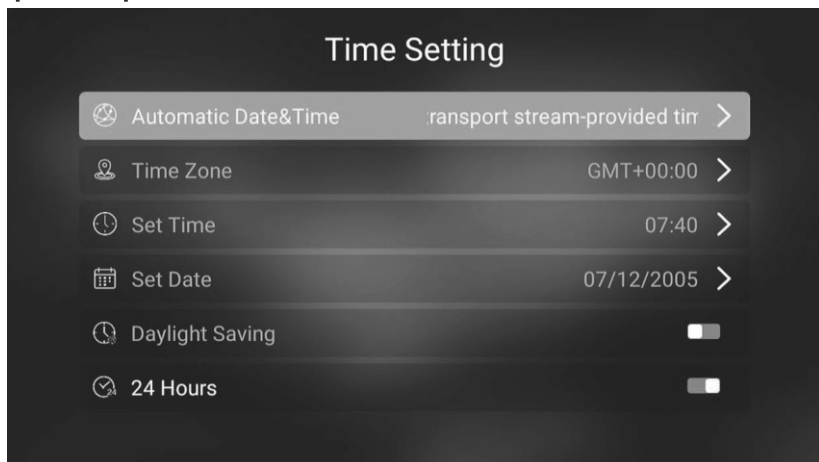 Time Setting
Automatic Date&Time transport stream-provided tim
Time Zone GMT+00:00
Set Time 07:40
Set Date 07/12/2005
Daylight Saving
24 Hours